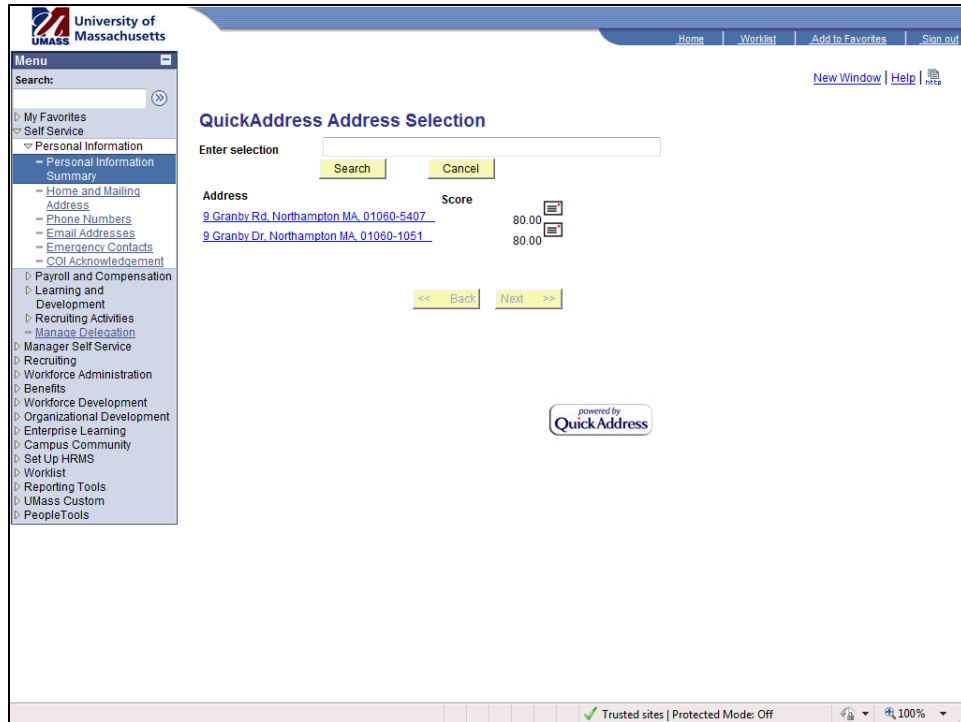 University of
Massachusetts
UMASS
Home | Worklist | Add to Favorites | Sign out
Menu
Search:
New Window | Help | http
My Favorites
Self Service
Personal Information
Personal Information
Summary
Home and Mailing
Address
Phone Numbers
Email Addresses
Emergency Contacts
COI Acknowledgement
Payroll and Compensation
Learning and
Development
Recruiting Activities
Manage Delegation
Manager Self Service
Recruiting
Workforce Administration
Benefits
Workforce Development
Organizational Development
Enterprise Learning
Campus Community
Set Up HRMS
Worklist
Reporting Tools
UMass Custom
PeopleTools
QuickAddress Address Selection
Enter selection
Search Cancel
Address Score
9 Granby Rd, Northampton MA, 01060-5407 80.00
9 Granby Dr, Northampton MA, 01060-1051 80.00
<< Back Next >>
powered by
QuickAddress
Trusted sites | Protected Mode: Off 100%